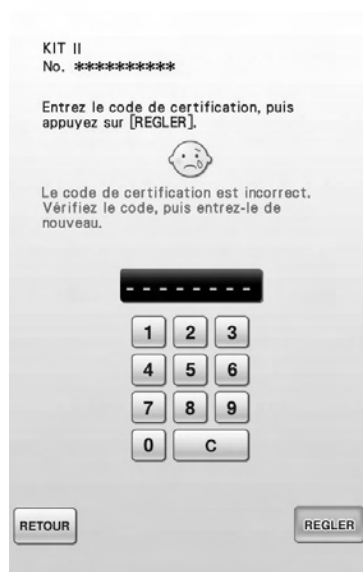 KIT II
No. **********
Entrez le code de certification, puis
appuyez sur [REGLER].
Le code de certification est incorrect.
Vérifiez le code, puis entrez-le de
nouveau.
- - - - - - - -
1 2 3
4 5 6
7 8 9
0 C
RETOUR REGLER